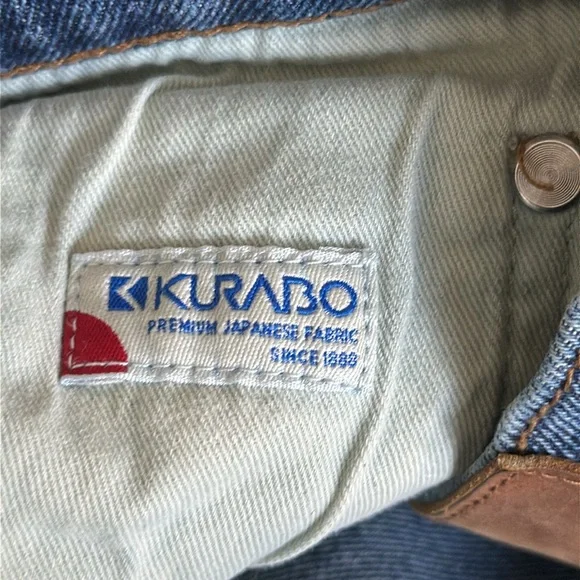 KURABO
PREMIUM JAPANESE FABRIC
SINCE 1888